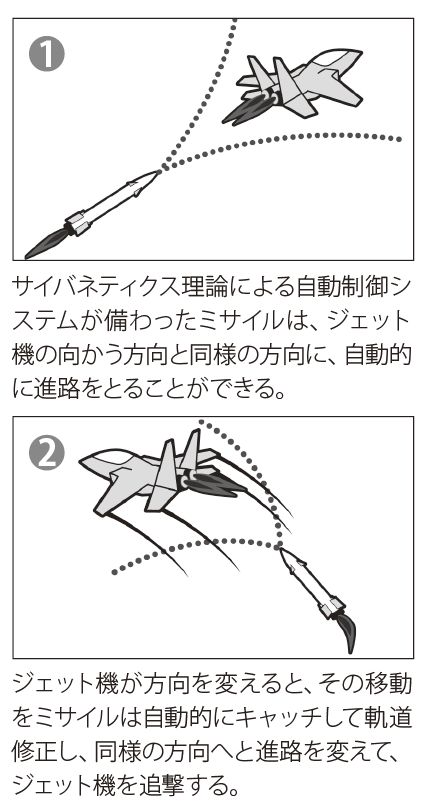 1
サイバネティクス理論による自動制御シ
ステムが備わったミサイルは、ジェット
機の向かう方向と同様の方向に、自動的
に進路をとることができる。
2
ジェット機が方向を変えると、その移動
をミサイルは自動的にキャッチして軌道
修正し、同様の方向へと進路を変えて、
ジェット機を追撃する。